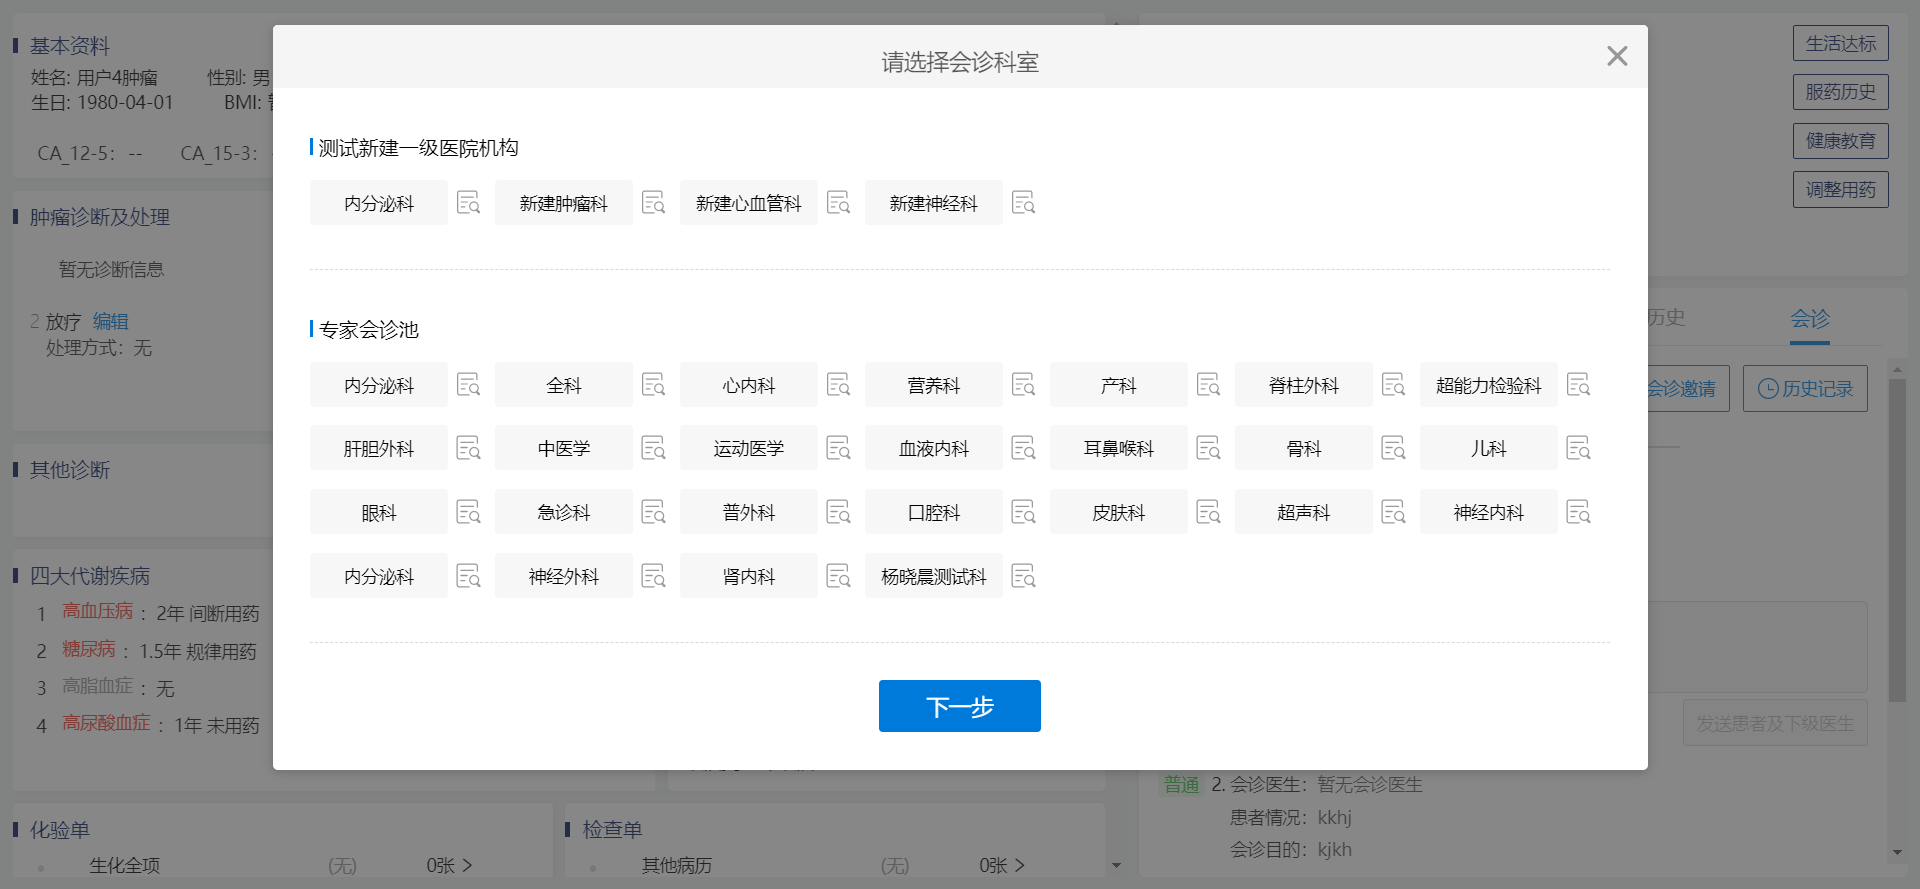 请选择会诊科室
测试新建一级医院机构
内分泌科 新建肿瘤科 新建心血管科 新建神经科
专家会诊池
内分泌科 全科 心内科 营养科 产科 脊柱外科 超能力检验科
肝胆外科 中医学 运动医学 血液内科 耳鼻喉科 骨科 儿科
眼科 急诊科 普外科 口腔科 皮肤科 超声科 神经内科
内分泌科 神经外科 肾内科 杨晓晨测试科
下一步
基本资料
姓名: 用户4肿瘤 性别: 男
生日: 1980-04-01 BMI:
CA_12-5: -- CA_15-3:
肿瘤诊断及处理
暂无诊断信息
2 放疗 编辑
处理方式: 无
其他诊断
四大代谢疾病
1 高血压病 : 2年 间断用药
2 糖尿病 : 1.5年 规律用药
3 高脂血症 : 无
4 高尿酸血症 : 1年 未用药
化验单
生化全项 (无) 0张 >
检查单
其他病历 (无) 0张 >
生活达标
服药历史
健康教育
调整用药
历史 会诊
会诊邀请 历史记录
发送患者及下级医生
普通 2. 会诊医生: 暂无会诊医生
患者情况: kkhj
会诊目的: kjkh